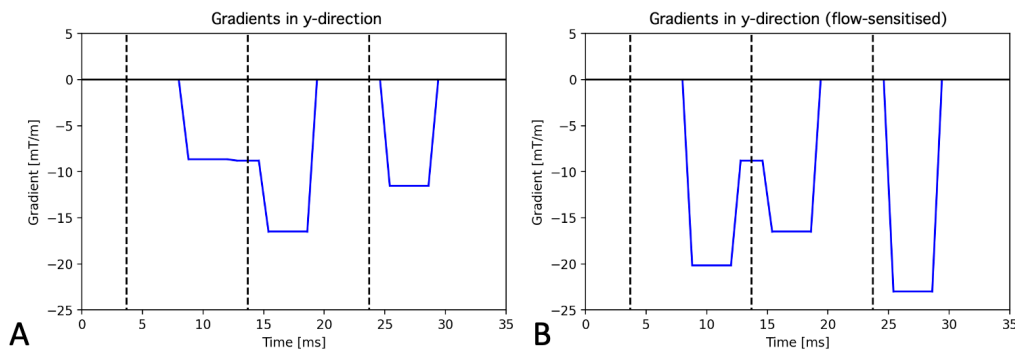 Gradients in y-direction
Gradient [mT/m]
5
0
−5
−10
−15
−20
−25
0 5 10 15 20 25 30 35
Time [ms]
A
Gradients in y-direction (flow-sensitised)
Gradient [mT/m]
5
0
−5
−10
−15
−20
−25
0 5 10 15 20 25 30 35
Time [ms]
B